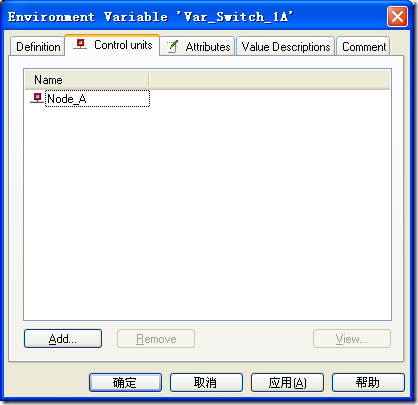 Environment Variable 'Var_Switch_1A'
Definition Control units Attributes Value Descriptions Comment
Name
Node_A
Add... Remove View...
确定 取消 应用(A) 帮助